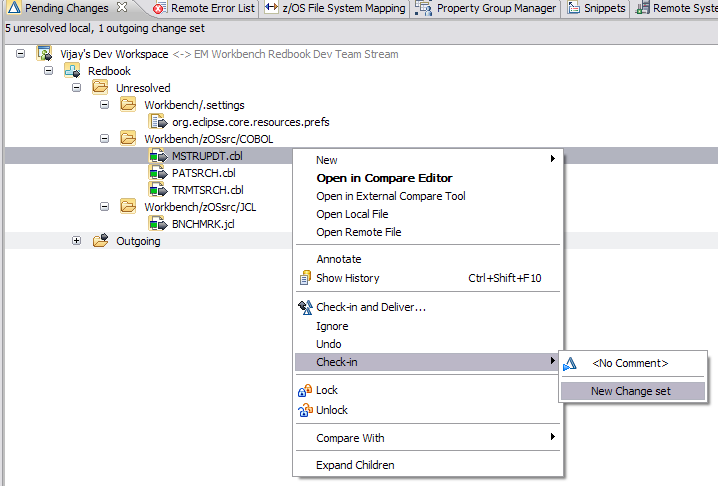 Pending Changes
Remote Error List
z/OS File System Mapping
Property Group Manager
Snippets
Remote Syste
5 unresolved local, 1 outgoing change set
Vijay's Dev Workspace <-> EM Workbench Redbook Dev Team Stream
Redbook
Unresolved
Workbench/.settings
org.eclipse.core.resources.prefs
Workbench/zOSsrc/COBOL
MSTRUPDT.cbl
PATSRCH.cbl
TRMTSRCH.cbl
Workbench/zOSsrc/JCL
BNCHMRK.jcl
Outgoing
New
Open in Compare Editor
Open in External Compare Tool
Open Local File
Open Remote File
Annotate
Show History Ctrl+Shift+F10
Check-in and Deliver...
Ignore
Undo
Check-in
<No Comment>
New Change set
Lock
Unlock
Compare With
Expand Children